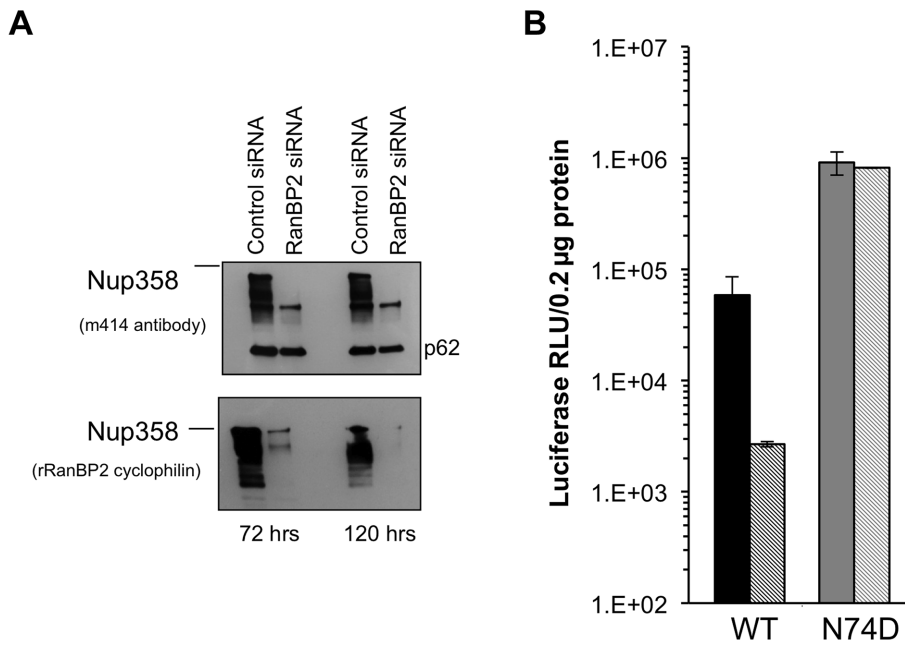 A
Control siRNA
RanBP2 siRNA
Control siRNA
RanBP2 siRNA
Nup358
(m414 antibody)
p62
Nup358
(rRanBP2 cyclophilin)
72 hrs
120 hrs
B
Luciferase RLU/0.2 µg protein
1.E+07
1.E+06
1.E+05
1.E+04
1.E+03
1.E+02
WT
N74D